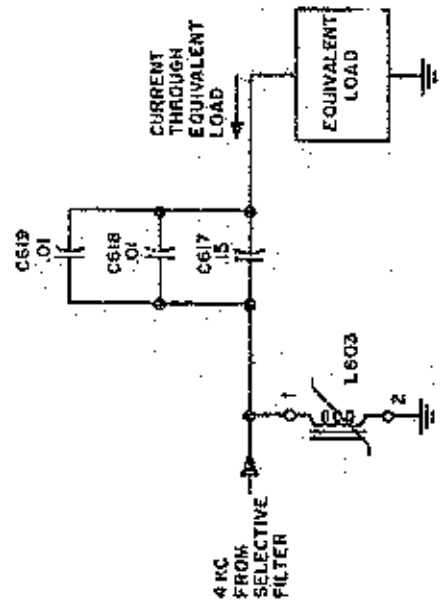 4 KC
FROM
SELECTIVE
FILTER
1
2
L603
C619
.01
C618
.01
C617
.15
CURRENT
THROUGH
EQUIVALENT
LOAD
EQUIVALENT
LOAD